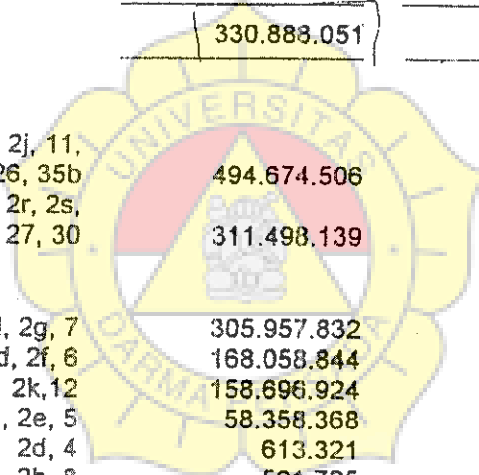 330.888.051
2j, 11,
26, 35b 494.674.506
2r, 2s,
27, 30 311.498.139
2g, 7 305.957.832
2f, 6 168.058.844
2k, 12 158.696.924
2e, 5 58.358.368
2d, 4 613.321
UNIVERSITAS
DARMA